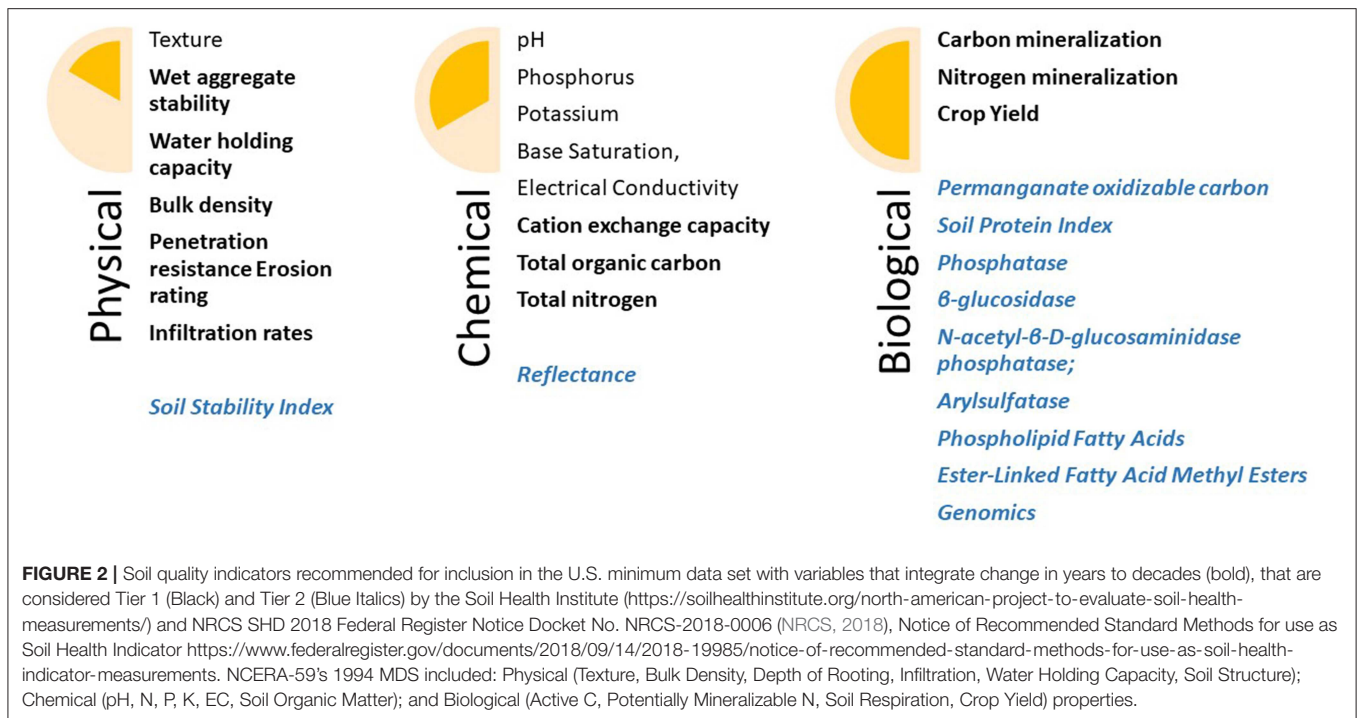 Physical
Texture
Wet aggregate
stability
Water holding
capacity
Bulk density
Penetration
resistance Erosion
rating
Infiltration rates
Soil Stability Index
Chemical
pH
Phosphorus
Potassium
Base Saturation,
Electrical Conductivity
Cation exchange capacity
Total organic carbon
Total nitrogen
Reflectance
Biological
Carbon mineralization
Nitrogen mineralization
Crop Yield
Permanganate oxidizable carbon
Soil Protein Index
Phosphatase
β-glucosidase
N-acetyl-β-D-glucosaminidase
phosphatase;
Arylsulfatase
Phospholipid Fatty Acids
Ester-Linked Fatty Acid Methyl Esters
Genomics
FIGURE 2 | Soil quality indicators recommended for inclusion in the U.S. minimum data set with variables that integrate change in years to decades (bold), that are
considered Tier 1 (Black) and Tier 2 (Blue Italics) by the Soil Health Institute (https://soilhealthinstitute.org/north-american-project-to-evaluate-soil-health-
measurements/) and NRCS SHD 2018 Federal Register Notice Docket No. NRCS-2018-0006 (NRCS, 2018), Notice of Recommended Standard Methods for use as
Soil Health Indicator https://www.federalregister.gov/documents/2018/09/14/2018-19985/notice-of-recommended-standard-methods-for-use-as-soil-health-
indicator-measurements. NCERA-59's 1994 MDS included: Physical (Texture, Bulk Density, Depth of Rooting, Infiltration, Water Holding Capacity, Soil Structure);
Chemical (pH, N, P, K, EC, Soil Organic Matter); and Biological (Active C, Potentially Mineralizable N, Soil Respiration, Crop Yield) properties.